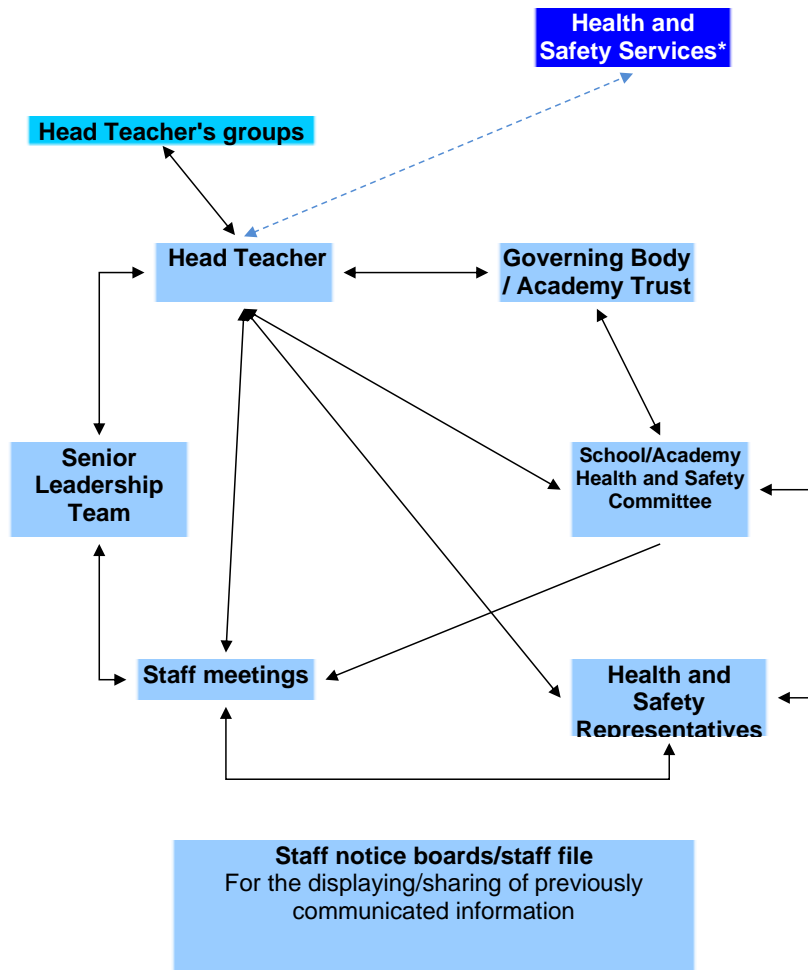 Health and
Safety Services*
Head Teacher's groups
Head Teacher
Governing Body
/ Academy Trust
Senior
Leadership
Team
School/Academy
Health and Safety
Committee
Staff meetings
Health and
Safety
Representatives
Staff notice boards/staff file
For the displaying/sharing of previously
communicated information